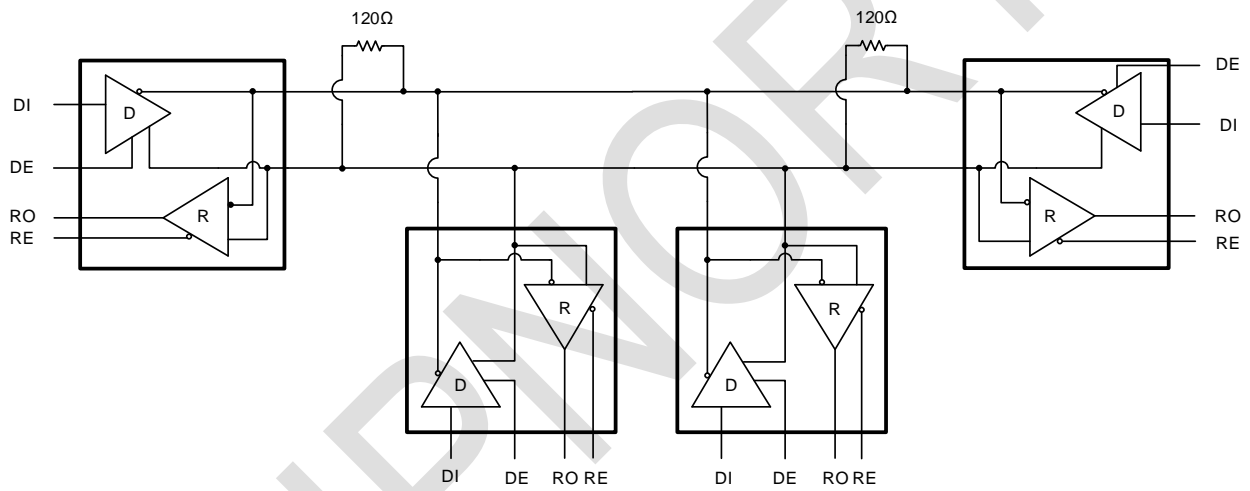 120Ω 120Ω
DE
DI D D
DI
DE
RO R R RO
RE RE
R R
D D
DI DE RO RE DI DE RO RE